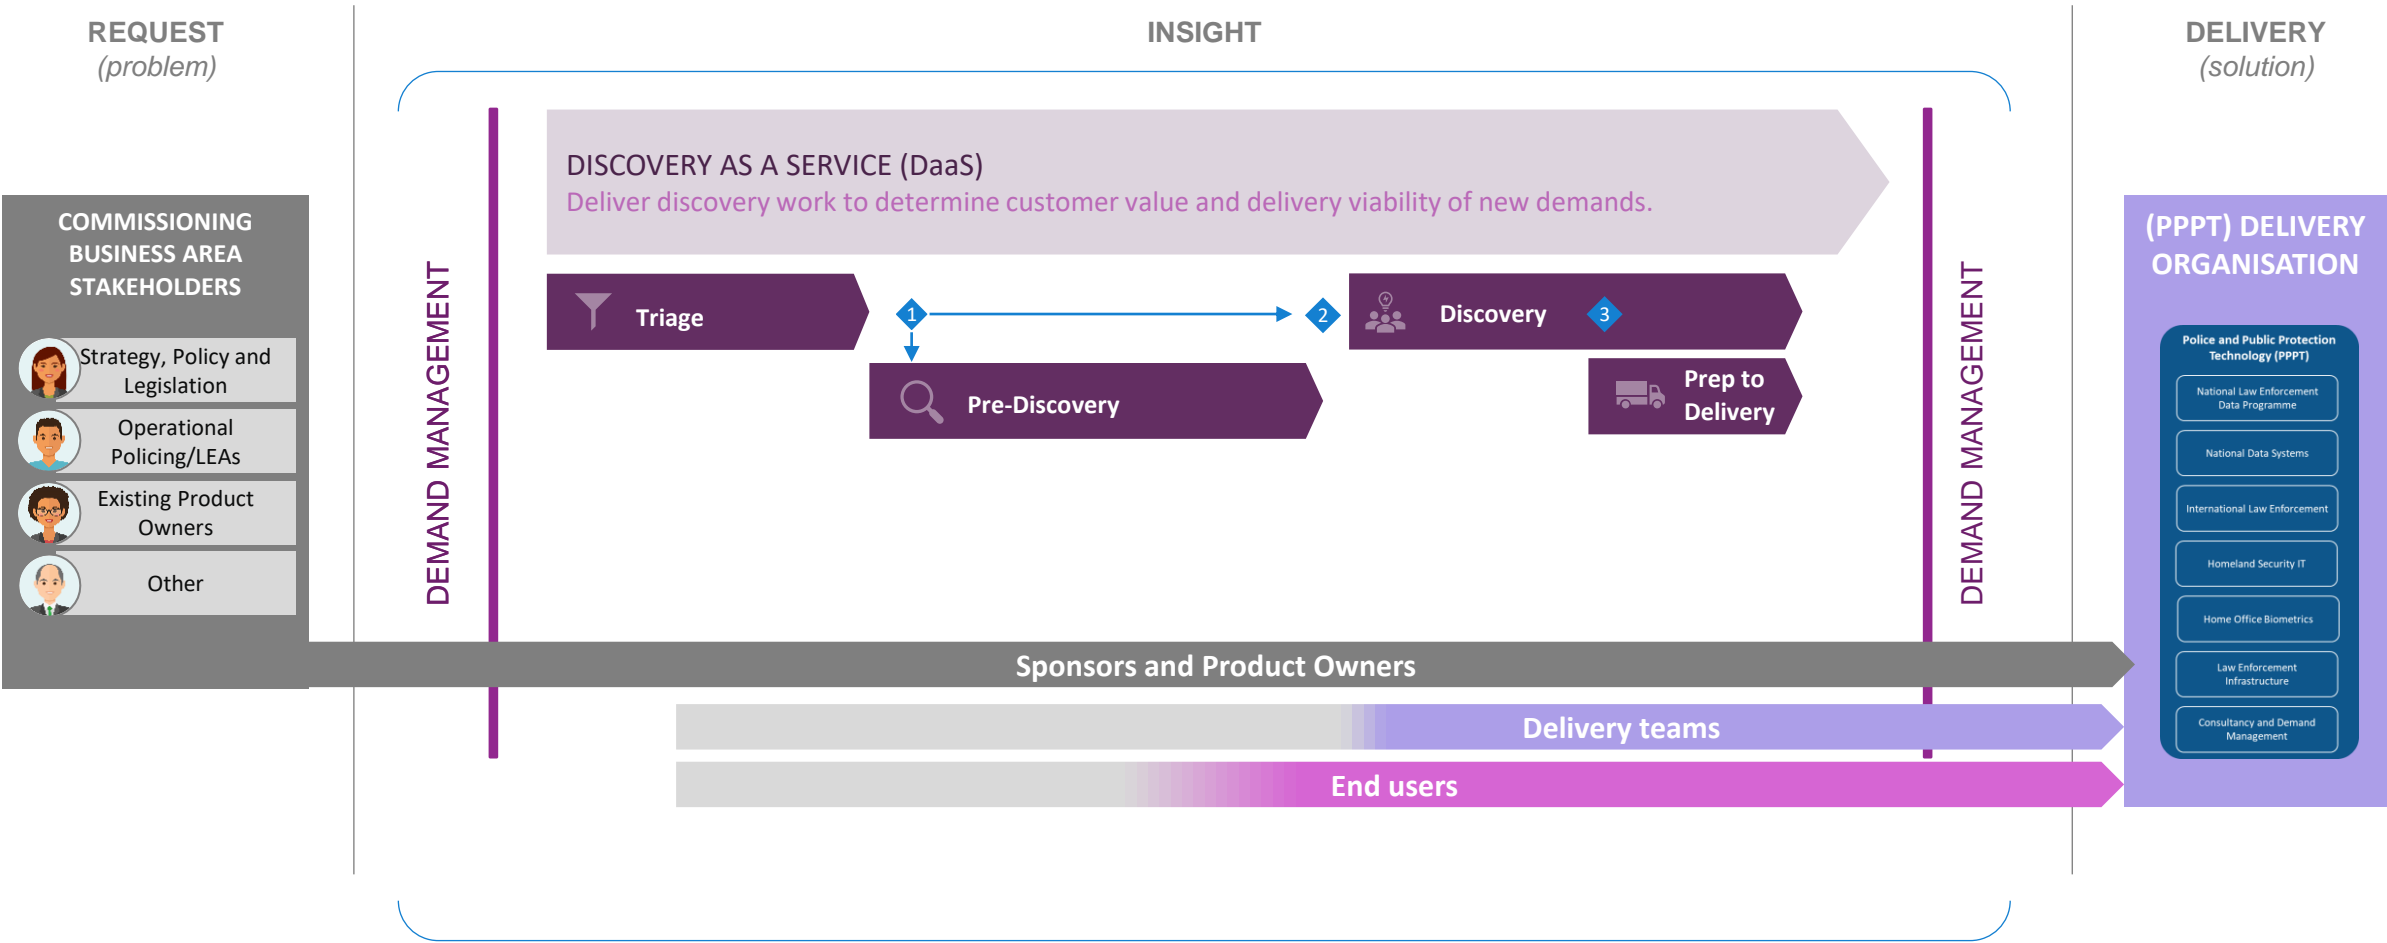 REQUEST
(problem)
INSIGHT
DELIVERY
(solution)
COMMISSIONING
BUSINESS AREA
STAKEHOLDERS
Strategy, Policy and
Legislation
Operational
Policing/LEAs
Existing Product
Owners
Other
DEMAND MANAGEMENT
DISCOVERY AS A SERVICE (DaaS)
Deliver discovery work to determine customer value and delivery viability of new demands.
Triage
1
2
Discovery
3
Pre-Discovery
Prep to
Delivery
DEMAND MANAGEMENT
Sponsors and Product Owners
Delivery teams
End users
(PPPT) DELIVERY
ORGANISATION
Police and Public Protection
Technology (PPPT)
National Law Enforcement
Data Programme
National Data Systems
International Law Enforcement
Homeland Security IT
Home Office Biometrics
Law Enforcement
Infrastructure
Consultancy and Demand
Management